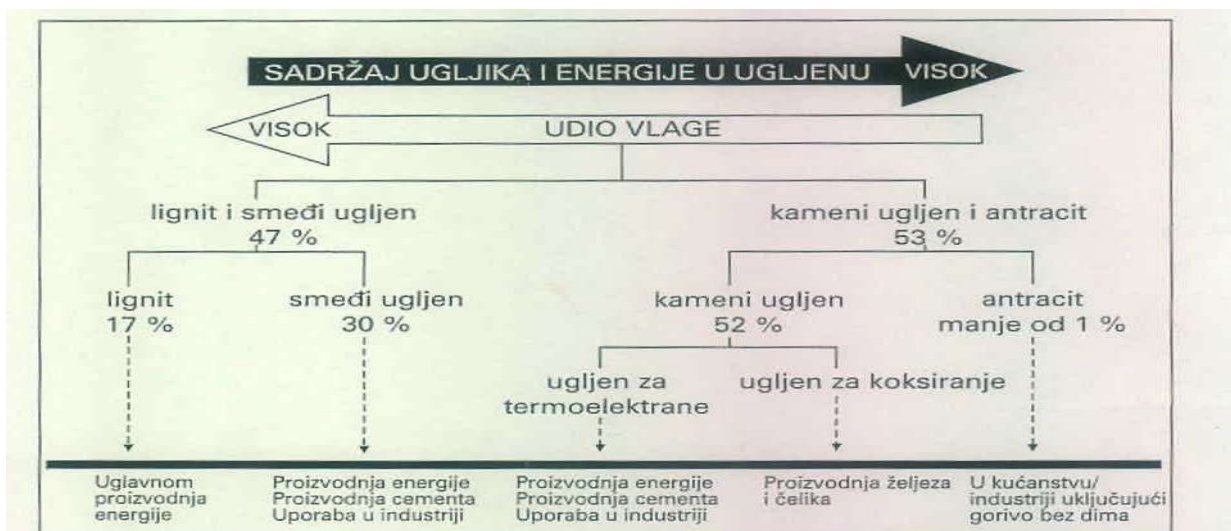 SADRŽAJ UGLJIKA I ENERGIJE U UGLJENU VISOK
VISOK UDIO VLAGE
lignit i smeđi ugljen
47 %
kameni ugljen i antracit
53 %
lignit
17 %
smeđi ugljen
30 %
kameni ugljen
52 %
antracit
manje od 1 %
ugljen za
termoelektrane
ugljen za koksiranje
Uglavnom
proizvodnja
energije
Proizvodnja energije
Proizvodnja cementa
Uporaba u industriji
Proizvodnja energije
Proizvodnja cementa
Uporaba u industriji
Proizvodnja željeza
i čelika
U kućanstvu/
industriji uključujući
gorivo bez dima